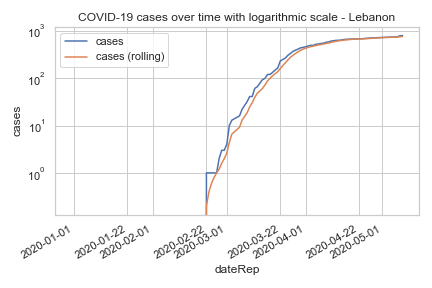 COVID-19 cases over time with logarithmic scale - Lebanon
cases
cases (rolling)
10³
10²
10¹
10⁰
cases
2020-01-01
2020-01-22
2020-02-01
2020-02-22
2020-03-01
2020-03-22
2020-04-01
2020-04-22
2020-05-01
dateRep